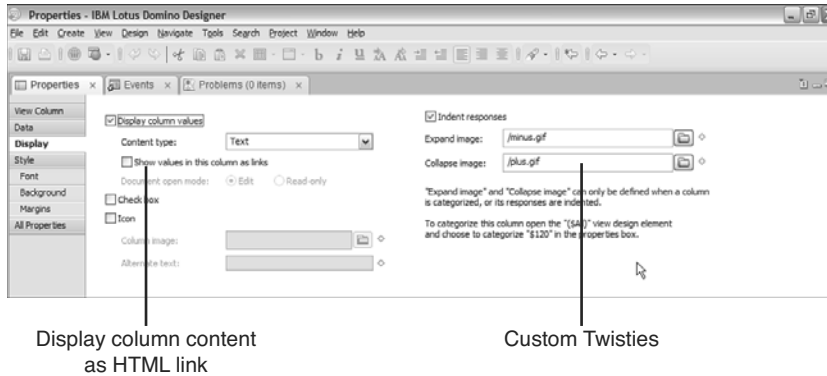 Properties - IBM Lotus Domino Designer
File Edit Create View Design Navigate Tools Search Project Window Help
Properties Events Problems (0 items)
View Column
Data
Display
Style
Font
Background
Margins
All Properties
Display column values
Content type: Text
Show values in this column as links
Document open mode: Edit Read-only
Check box
Icon
Column image:
Alternate text:
Indent responses
Expand image: /minus.gif
Collapse image: /plus.gif
"Expand image" and "Collapse image" can only be defined when a column
is categorized, or its responses are indented.
To categorize this column open the "($All)" view design element
and choose to categorize "$120" in the properties box.
Display column content
as HTML link
Custom Twisties